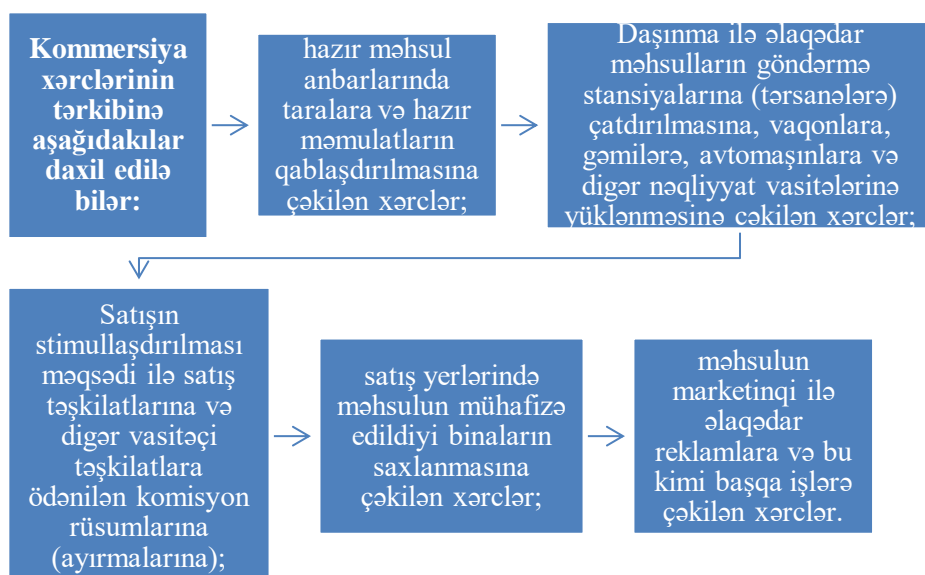 Kommersiya
xərclərinin
tərkibinə
aşağıdakılar
daxil edilə
bilər:
hazır məhsul
anbarlarında
taralara və hazır
məmulatların
qablaşdırılmasına
çəkilən xərclər;
Daşınma ilə əlaqədar
məhsulların göndərmə
stansiyalarına (tərsanələrə)
çatdırılmasına, vaqonlara,
gəmilərə, avtomaşınlara və
digər nəqliyyat vasitələrinə
yüklənməsinə cəkilən xərclər;
Satışın
stimullaşdırılması
məqsədi ilə satış
təşkilatlarına və
digər vasitəçi
təşkilatlara
ödənilən komisyon
rüsumlarına
(ayırmalarına);
satış yerlərində
məhsulun mühafizə
edildiyi binaların
saxlanmasına
çəkilən xərclər;
məhsulun
marketinqi ilə
əlaqədar
reklamlara və bu
kimi başqa işlərə
çəkilən xərclər.